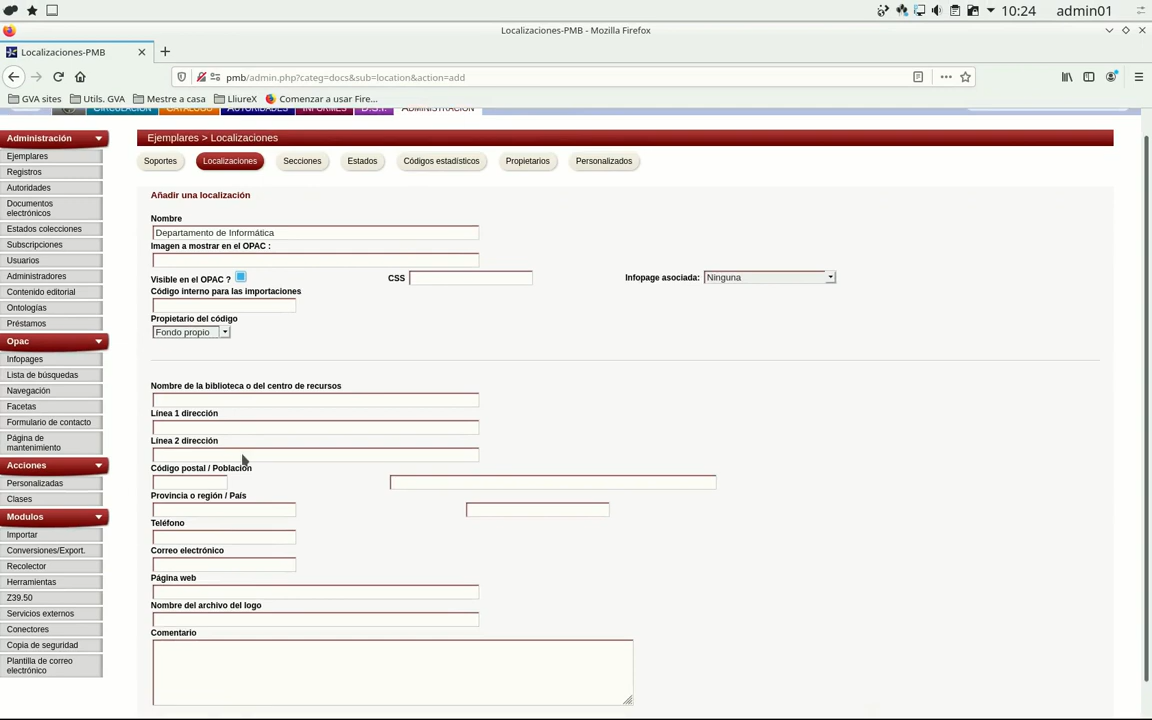 10:24 admin01
Localizaciones-PMB - Mozilla Firefox
Localizaciones-PMB
pmb/admin.php?categ=docs&sub=location&action=add
GVA sites Utils. GVA Mestre a casa LliureX Comenzar a usar Fire...
CIRCULACIÓN CATÁLOGO AUTORIDADES INFORMES D.S.I. ADMINISTRACIÓN
Administración
Ejemplares
Registros
Autoridades
Documentos
electrónicos
Estados colecciones
Subscripciones
Usuarios
Administradores
Contenido editorial
Ontologías
Préstamos
Opac
Infopages
Lista de búsquedas
Navegación
Facetas
Formulario de contacto
Página de
mantenimiento
Acciones
Personalizadas
Clases
Modulos
Importar
Conversiones/Export.
Recolector
Herramientas
Z39.50
Servicios externos
Conectores
Copia de seguridad
Plantilla de correo
electrónico
Ejemplares > Localizaciones
Soportes Localizaciones Secciones Estados Códigos estadísticos Propietarios Personalizados
Añadir una localización
Nombre
Departamento de Informática
Imagen a mostrar en el OPAC :
Visible en el OPAC ? CSS Infopage asociada: Ninguna
Código interno para las importaciones
Propietario del código
Fondo propio
Nombre de la biblioteca o del centro de recursos
Línea 1 dirección
Línea 2 dirección
Código postal / Población
Provincia o región / País
Teléfono
Correo electrónico
Página web
Nombre del archivo del logo
Comentario